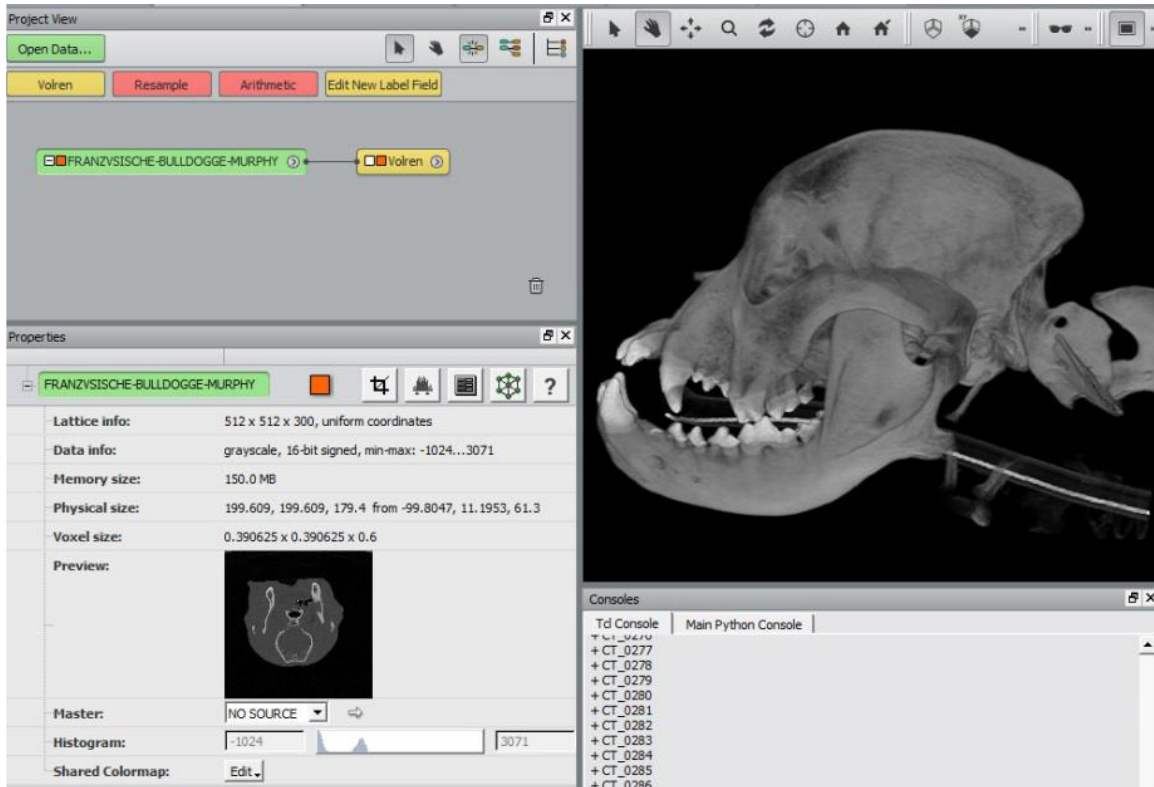 Project View
Open Data...
Volren Resample Arithmetic Edit New Label Field
FRANZVSISCHE-BULLDOGGE-MURPHY Volren
Properties
FRANZVSISCHE-BULLDOGGE-MURPHY ?
Lattice info: 512 x 512 x 300, uniform coordinates
Data info: grayscale, 16-bit signed, min-max: -1024...3071
Memory size: 150.0 MB
Physical size: 199.609, 199.609, 179.4 from -99.8047, 11.1953, 61.3
Voxel size: 0.390625 x 0.390625 x 0.6
Preview:
Master: NO SOURCE
Histogram: -1024 3071
Shared Colormap: Edit
XY
Consoles
Tcl Console Main Python Console
+ CT_0276
+ CT_0277
+ CT_0278
+ CT_0279
+ CT_0280
+ CT_0281
+ CT_0282
+ CT_0283
+ CT_0284
+ CT_0285
+ CT_0286